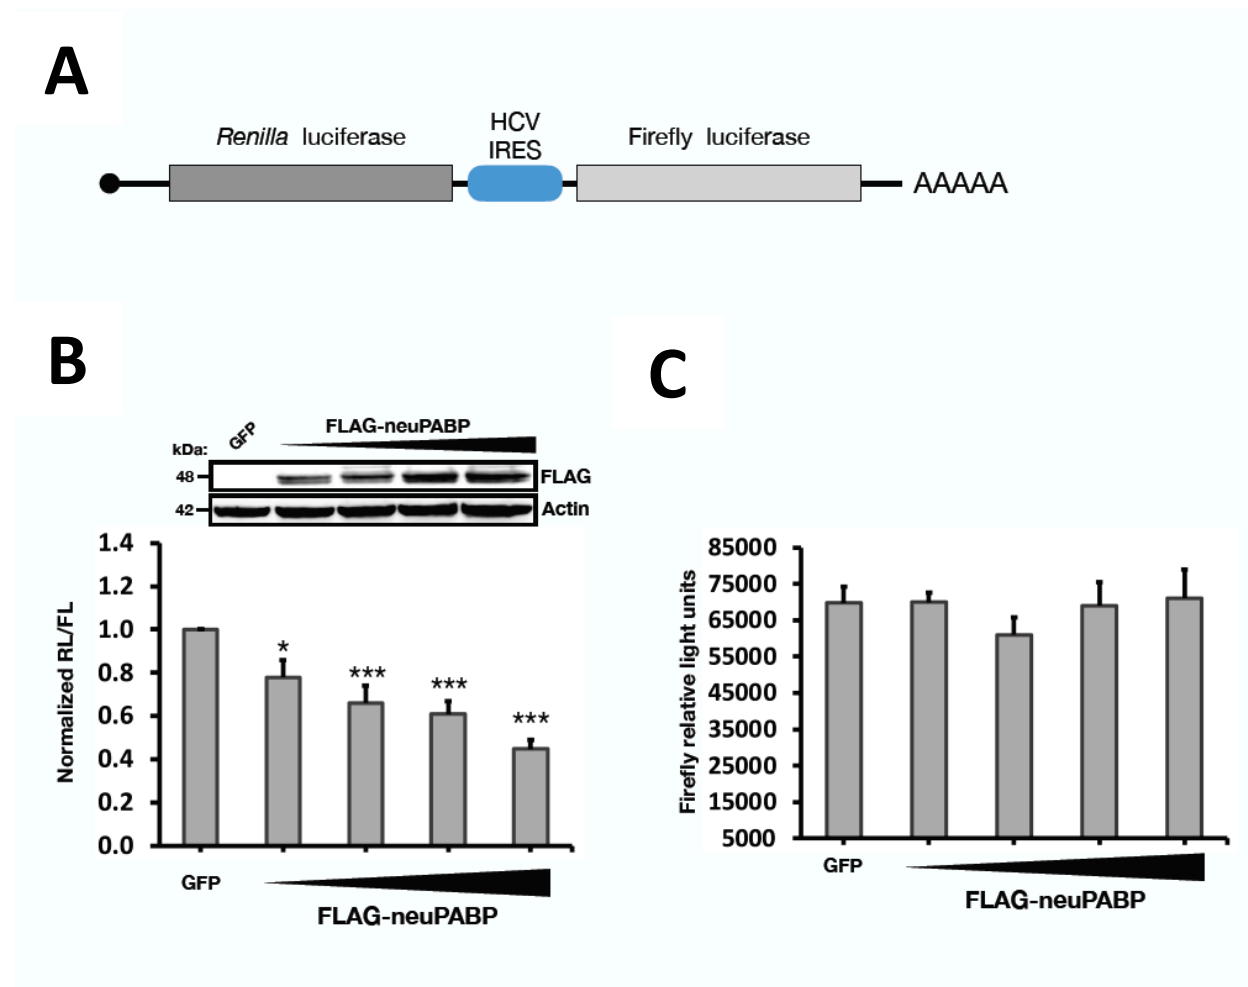 A
Renilla luciferase
HCV
IRES
Firefly luciferase
AAAAA
B
GFP
FLAG-neuPABP
kDa:
48
FLAG
42
Actin
Normalized RL/FL
1.4
1.2
1.0
0.8
0.6
0.4
0.2
0.0
*
***
***
***
GFP
FLAG-neuPABP
C
Firefly relative light units
85000
75000
65000
55000
45000
35000
25000
15000
5000
GFP
FLAG-neuPABP